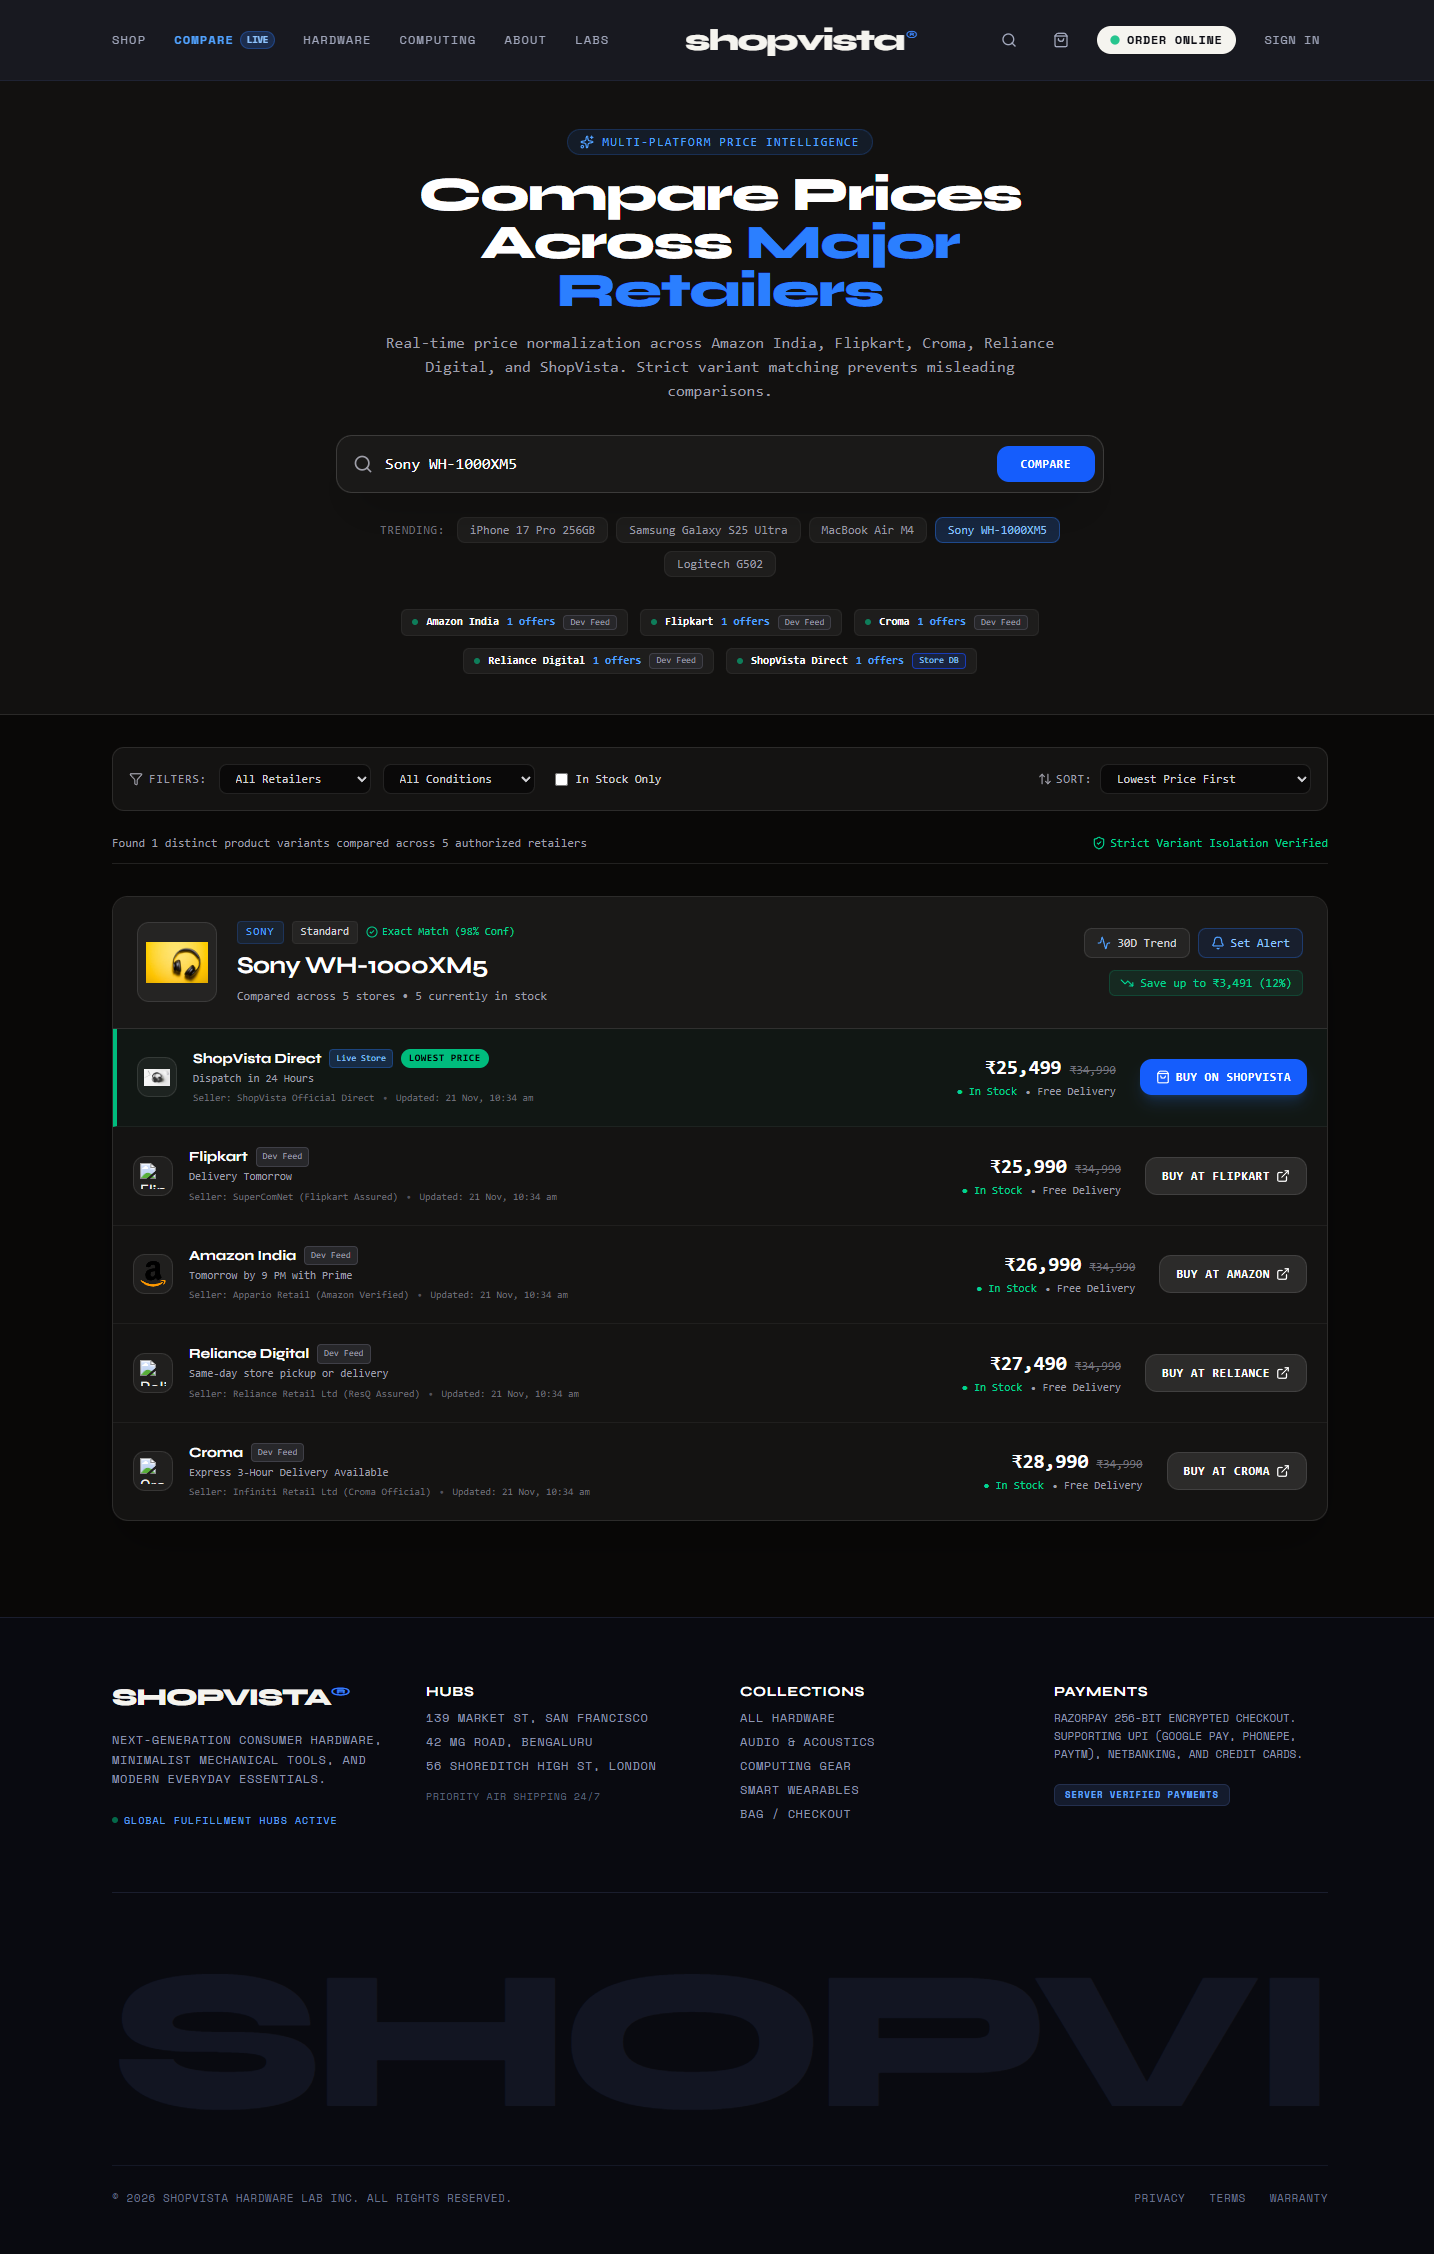 SHOP COMPARE LIVE HARDWARE COMPUTING ABOUT LABS shopvista® ORDER ONLINE SIGN IN
MULTI-PLATFORM PRICE INTELLIGENCE
Compare Prices
Across Major
Retailers
Real-time price normalization across Amazon India, Flipkart, Croma, Reliance
Digital, and ShopVista. Strict variant matching prevents misleading
comparisons.
Sony WH-1000XM5 COMPARE
TRENDING: iPhone 17 Pro 256GB Samsung Galaxy S25 Ultra MacBook Air M4 Sony WH-1000XM5
Logitech G502
Amazon India 1 offers Dev Feed Flipkart 1 offers Dev Feed Croma 1 offers Dev Feed
Reliance Digital 1 offers Dev Feed ShopVista Direct 1 offers Store DB
FILTERS: All Retailers All Conditions In Stock Only SORT: Lowest Price First
Found 1 distinct product variants compared across 5 authorized retailers Strict Variant Isolation Verified
SONY Standard Exact Match (98% Conf)
Sony WH-1000XM5
Compared across 5 stores • 5 currently in stock
30D Trend Set Alert
Save up to ₹3,491 (12%)
ShopVista Direct Live Store LOWEST PRICE
Dispatch in 24 Hours
Seller: ShopVista Official Direct • Updated: 21 Nov, 10:34 am
₹25,499 ₹34,990
• In Stock • Free Delivery
BUY ON SHOPVISTA
Flipkart Dev Feed
Delivery Tomorrow
Seller: SuperComNet (Flipkart Assured) • Updated: 21 Nov, 10:34 am
₹25,990 ₹34,990
• In Stock • Free Delivery
BUY AT FLIPKART
Amazon India Dev Feed
Tomorrow by 9 PM with Prime
Seller: Appario Retail (Amazon Verified) • Updated: 21 Nov, 10:34 am
₹26,990 ₹34,990
• In Stock • Free Delivery
BUY AT AMAZON
Reliance Digital Dev Feed
Same-day store pickup or delivery
Seller: Reliance Retail Ltd (ResQ Assured) • Updated: 21 Nov, 10:34 am
₹27,490 ₹34,990
• In Stock • Free Delivery
BUY AT RELIANCE
Croma Dev Feed
Express 3-Hour Delivery Available
Seller: Infiniti Retail Ltd (Croma Official) • Updated: 21 Nov, 10:34 am
₹28,990 ₹34,990
• In Stock • Free Delivery
BUY AT CROMA
SHOPVISTA®
NEXT-GENERATION CONSUMER HARDWARE,
MINIMALIST MECHANICAL TOOLS, AND
MODERN EVERYDAY ESSENTIALS.
GLOBAL FULFILLMENT HUBS ACTIVE
HUBS
139 MARKET ST, SAN FRANCISCO
42 MG ROAD, BENGALURU
56 SHOREDITCH HIGH ST, LONDON
PRIORITY AIR SHIPPING 24/7
COLLECTIONS
ALL HARDWARE
AUDIO & ACOUSTICS
COMPUTING GEAR
SMART WEARABLES
BAG / CHECKOUT
PAYMENTS
RAZORPAY 256-BIT ENCRYPTED CHECKOUT.
SUPPORTING UPI (GOOGLE PAY, PHONEPE,
PAYTM), NETBANKING, AND CREDIT CARDS.
SERVER VERIFIED PAYMENTS
SHOPVI
© 2026 SHOPVISTA HARDWARE LAB INC. ALL RIGHTS RESERVED. PRIVACY TERMS WARRANTY